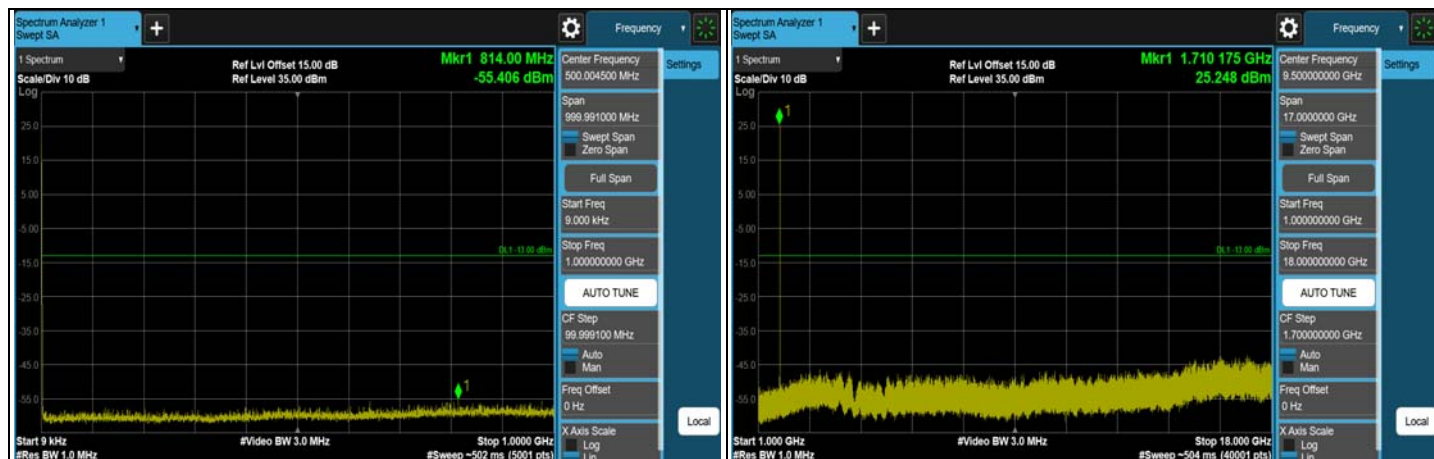 Spectrum Analyzer 1
Swept SA
+
Frequency
1 Spectrum
Scale/Div 10 dB
Ref Lvl Offset 15.00 dB
Ref Level 35.00 dBm
Mkr1 814.00 MHz
-55.406 dBm
Log
25.0
15.0
5.00
-5.00
-15.0
-25.0
-35.0
-45.0
-55.0
DL1 -13.00 dBm
1
Start 9 kHz
#Video BW 3.0 MHz
Stop 1.0000 GHz
#Res BW 1.0 MHz
#Sweep ~502 ms (5001 pts)
Center Frequency
500.004500 MHz
Settings
Span
999.991000 MHz
Swept Span
Zero Span
Full Span
Start Freq
9.000 kHz
Stop Freq
1.000000000 GHz
AUTO TUNE
CF Step
99.999100 MHz
Auto
Man
Freq Offset
0 Hz
X Axis Scale
Log
Lin
Local
Spectrum Analyzer 1
Swept SA
+
Frequency
1 Spectrum
Scale/Div 10 dB
Ref Lvl Offset 15.00 dB
Ref Level 35.00 dBm
Mkr1 1.710 175 GHz
25.248 dBm
Log
1
25.0
15.0
5.00
-5.00
-15.0
-25.0
-35.0
-45.0
-55.0
DL1 -13.00 dBm
Start 1.000 GHz
#Video BW 3.0 MHz
Stop 18.000 GHz
#Res BW 1.0 MHz
#Sweep ~504 ms (40001 pts)
Center Frequency
9.500000000 GHz
Settings
Span
17.0000000 GHz
Swept Span
Zero Span
Full Span
Start Freq
1.000000000 GHz
Stop Freq
18.000000000 GHz
AUTO TUNE
CF Step
1.700000000 GHz
Auto
Man
Freq Offset
0 Hz
X Axis Scale
Log
Lin
Local